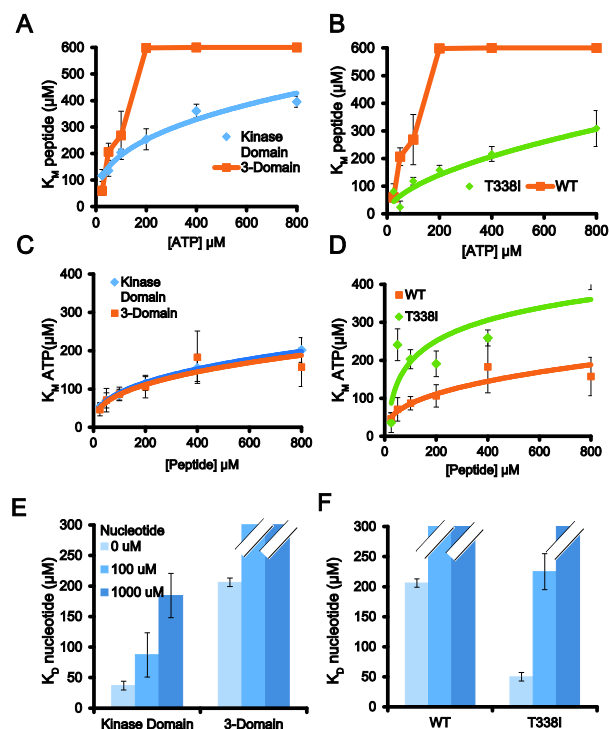 A
K_M peptide (µM)
600
500
400
300
200
100
0
0 200 400 600 800
[ATP] µM
Kinase
Domain
3-Domain
B
K_M peptide (µM)
600
500
400
300
200
100
0
0 200 400 600 800
[ATP] µM
T338I
WT
C
K_M ATP(µM)
400
300
200
100
0
0 200 400 600 800
[Peptide] µM
Kinase
Domain
3-Domain
D
K_M ATP(µM)
400
300
200
100
0
0 200 400 600 800
[Peptide] µM
WT
T338I
E
K_D nucleotide (µM)
300
250
200
150
100
50
0
Nucleotide
0 uM
100 uM
1000 uM
Kinase Domain 3-Domain
F
K_D nucleotide (µM)
300
250
200
150
100
50
0
WT T338I